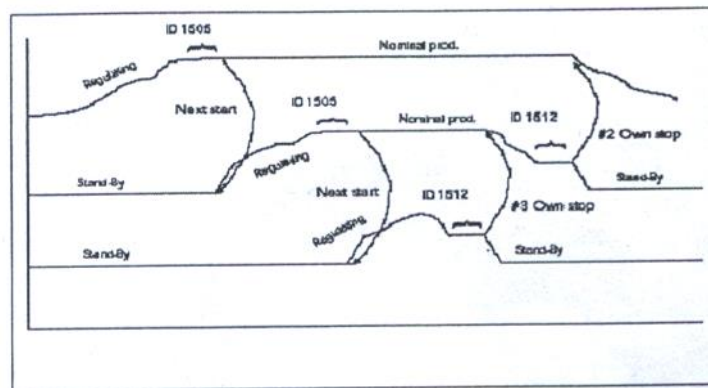 ID 1505
Nominal prod.
Regulating
Next start
ID 1505
Nominal prod.
ID 1512
#2 Own stop
Regulating
Stand-By
Stand-By
Next start
ID 1512
#3 Own stop
Regulating
Stand-By
Stand-By